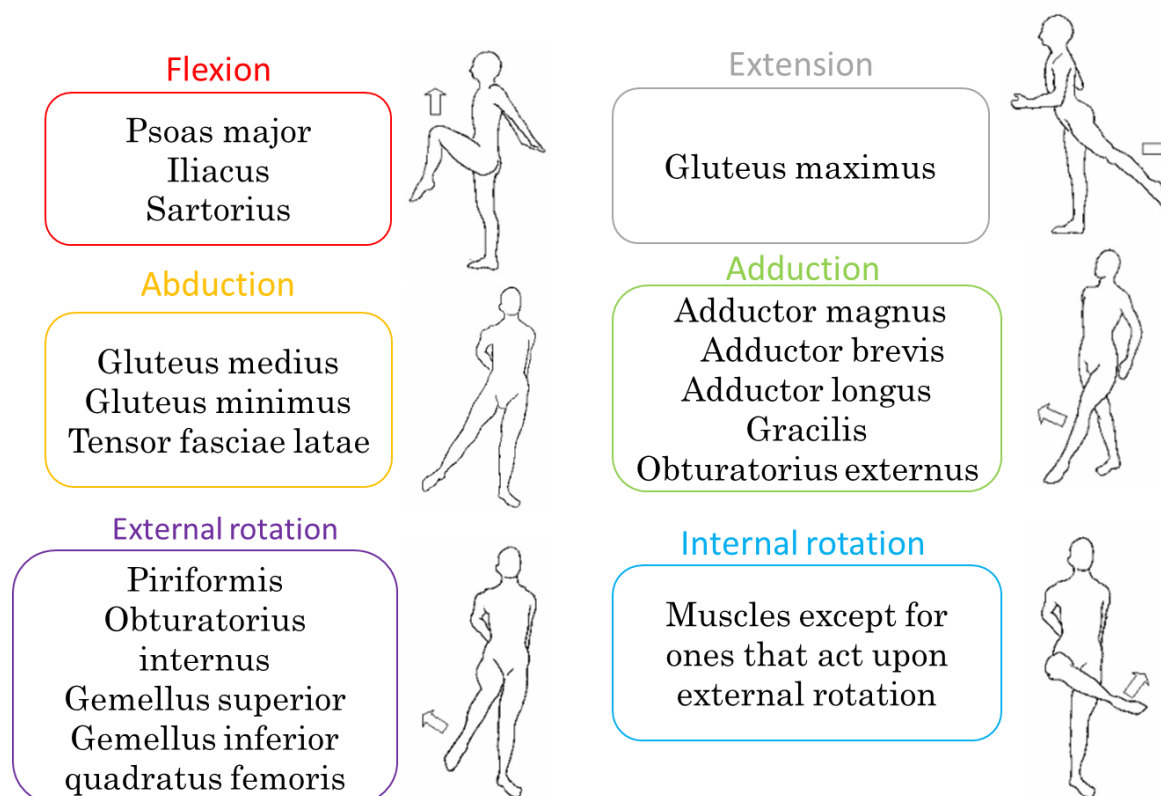 Flexion
Psoas major
Iliacus
Sartorius
Extension
Gluteus maximus
Abduction
Gluteus medius
Gluteus minimus
Tensor fasciae latae
Adduction
Adductor magnus
Adductor brevis
Adductor longus
Gracilis
Obturatorius externus
External rotation
Piriformis
Obturatorius
internus
Gemellus superior
Gemellus inferior
quadratus femoris
Internal rotation
Muscles except for
ones that act upon
external rotation